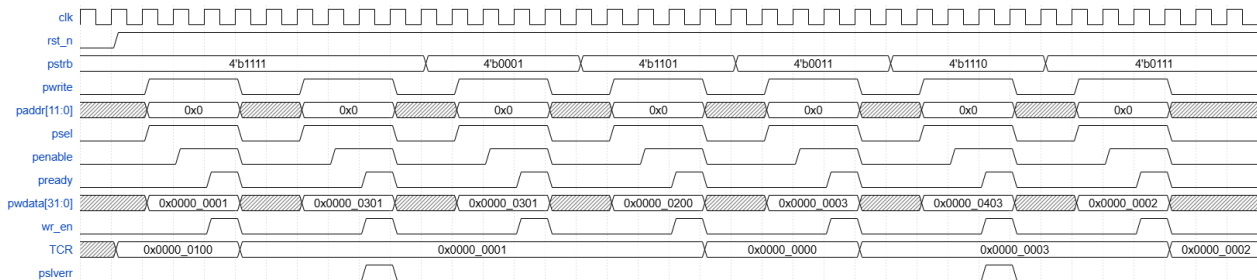 clk
rst_n
pstrb 4'b1111 4'b0001 4'b1101 4'b0011 4'b1110 4'b0111
pwrite
paddr[11:0] 0x0 0x0 0x0 0x0 0x0 0x0 0x0
psel
penable
pready
pwdata[31:0] 0x0000_0001 0x0000_0301 0x0000_0301 0x0000_0200 0x0000_0003 0x0000_0403 0x0000_0002
wr_en
TCR 0x0000_0100 0x0000_0001 0x0000_0000 0x0000_0003 0x0000_0002
pslverr